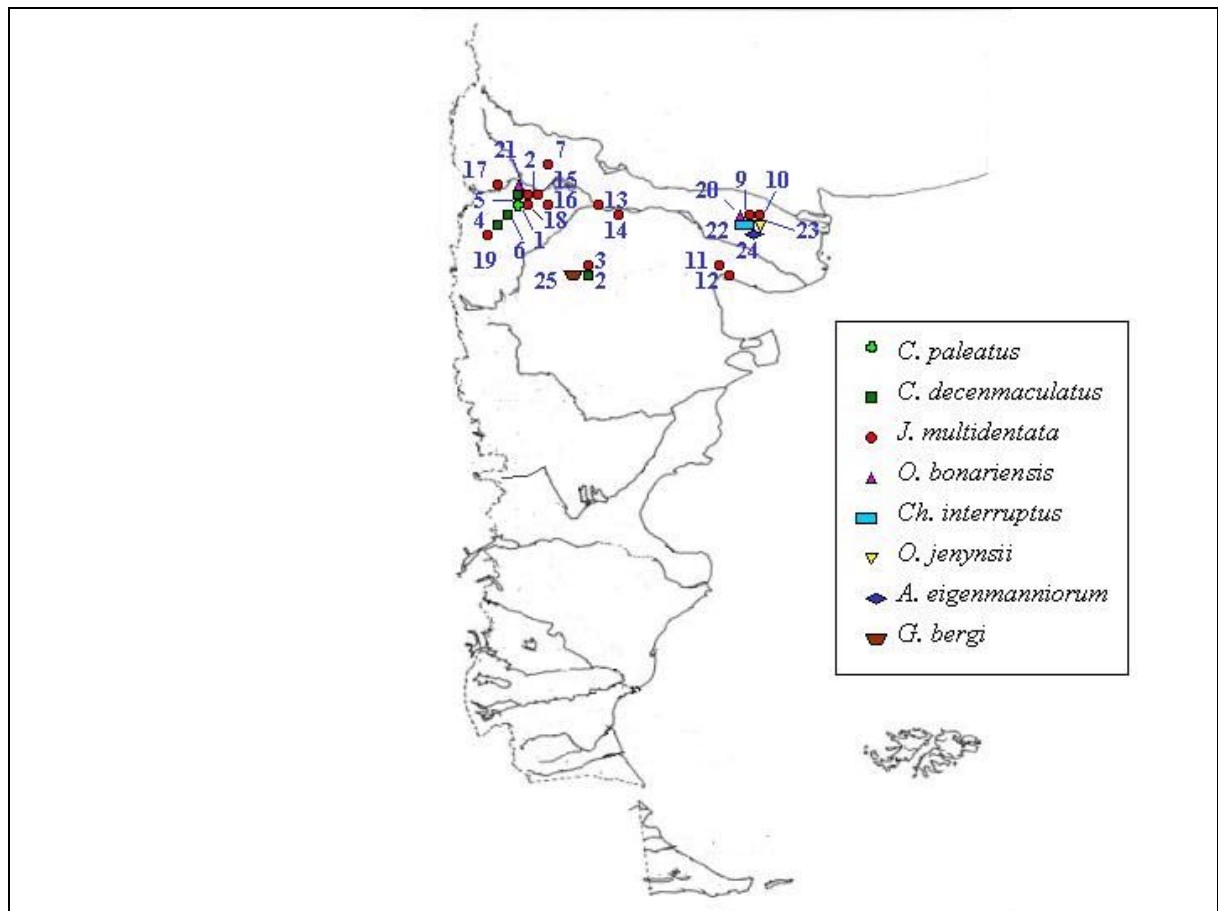 21 2 7
17 15
20 9 10
5 16 13
4 18 14 22 23
6 1
19 24
3 11
25 2 12
C. paleatus
C. decenmaculatus
J. multidentata
O. bonariensis
Ch. interruptus
O. jenynsii
A. eigenmanniorum
G. bergi